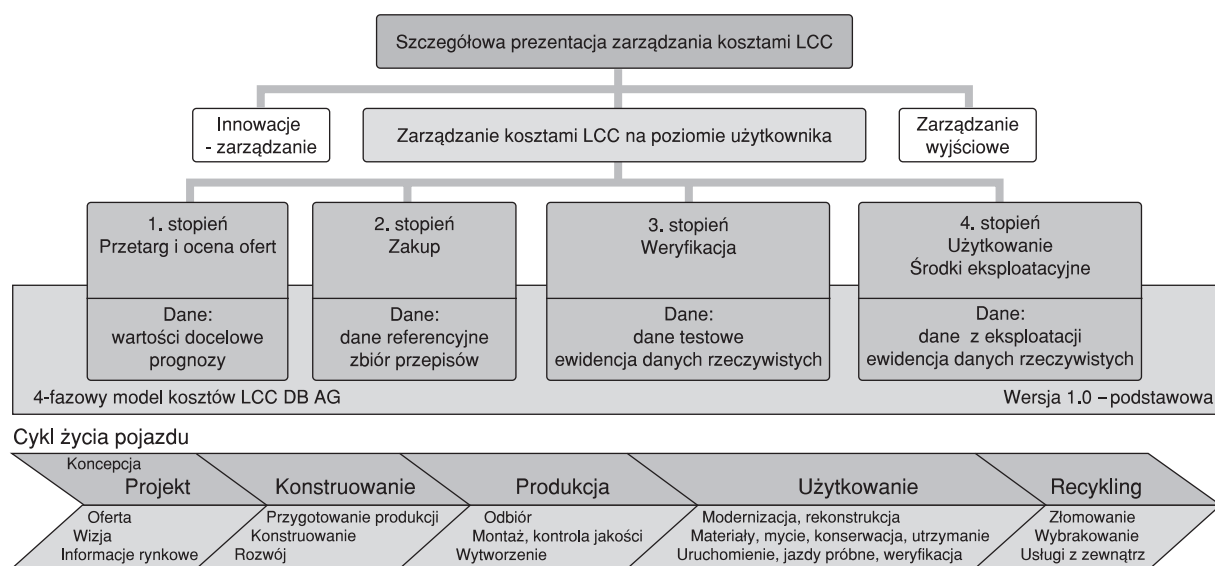 Szczegółowa prezentacja zarządzania kosztami LCC
Innowacje
- zarządzanie
Zarządzanie kosztami LCC na poziomie użytkownika
Zarządzanie
wyjściowe
1. stopień
Przetarg i ocena ofert
Dane:
wartości docelowe
prognozy
2. stopień
Zakup
Dane:
dane referencyjne
zbiór przepisów
3. stopień
Weryfikacja
Dane:
dane testowe
ewidencja danych rzeczywistych
4. stopień
Użytkowanie
Środki eksploatacyjne
Dane:
dane z eksploatacji
ewidencja danych rzeczywistych
4-fazowy model kosztów LCC DB AG
Wersja 1.0 – podstawowa
Cykl życia pojazdu
Koncepcja
Projekt
Oferta
Wizja
Informacje rynkowe
Konstruowanie
Przygotowanie produkcji
Konstruowanie
Rozwój
Produkcja
Odbiór
Montaż, kontrola jakości
Wytworzenie
Użytkowanie
Modernizacja, rekonstrukcja
Materiały, mycie, konserwacja, utrzymanie
Uruchomienie, jazdy próbne, weryfikacja
Recykling
Złomowanie
Wybrakowanie
Usługi z zewnątrz